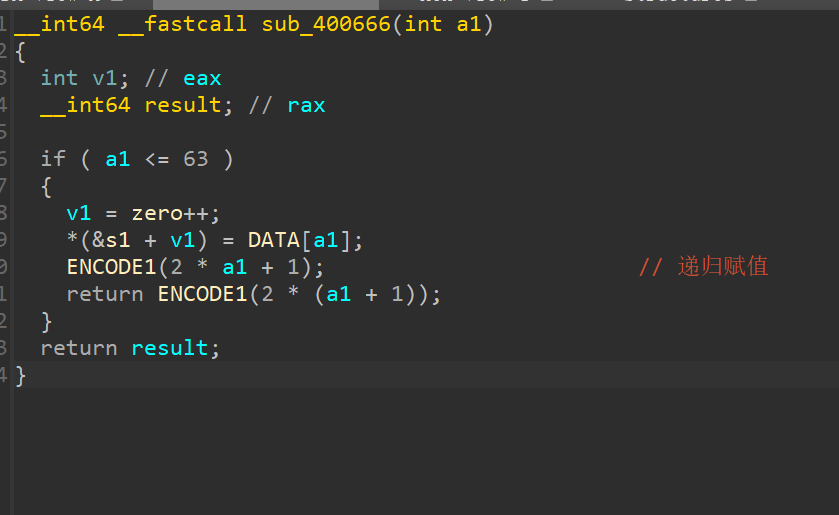 1 __int64 __fastcall sub_400666(int a1)
2 {
3   int v1; // eax
4   __int64 result; // rax
5
6   if ( a1 <= 63 )
7   {
8     v1 = zero++;
9     *(&s1 + v1) = DATA[a1];
0     ENCODE1(2 * a1 + 1);                         // 递归赋值
1     return ENCODE1(2 * (a1 + 1));
2   }
3   return result;
4 }